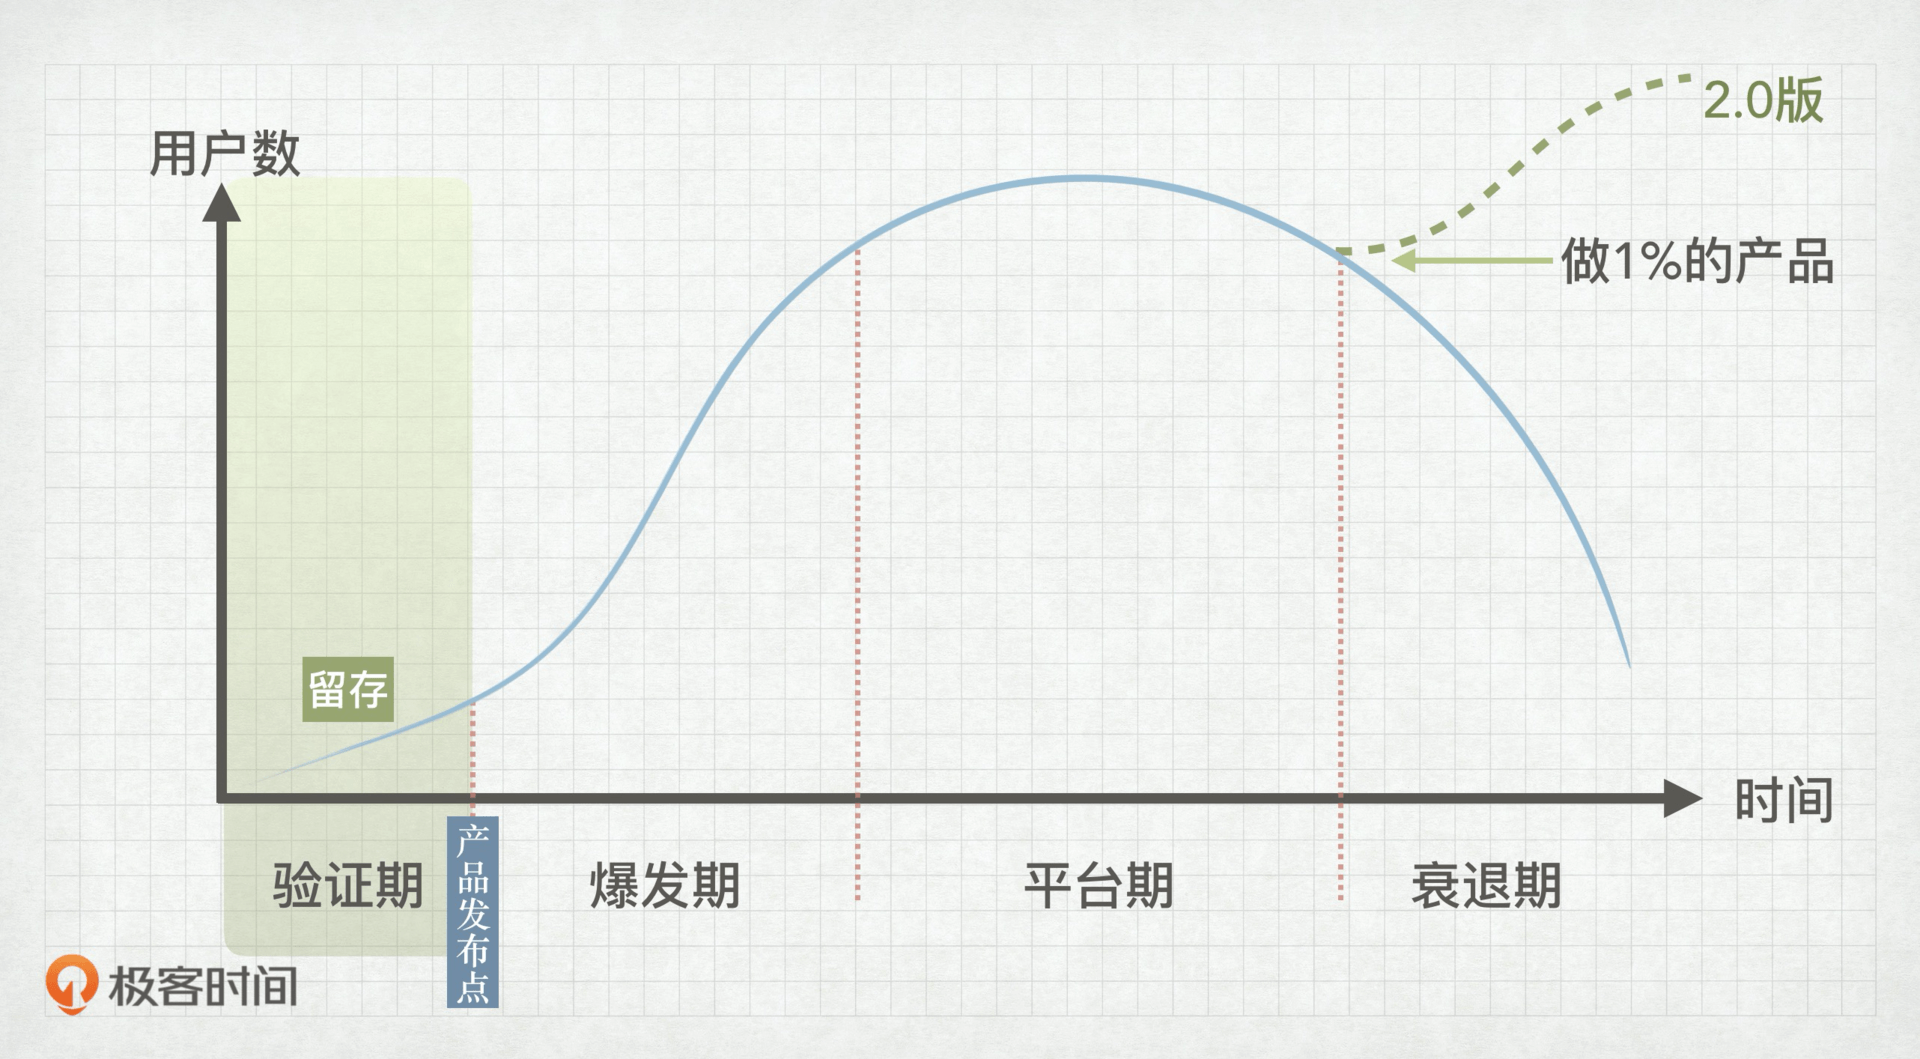 2.0版
用户数
做1%的产品
留存
时间
验证期
产品发布点
爆发期
平台期
衰退期
极客时间